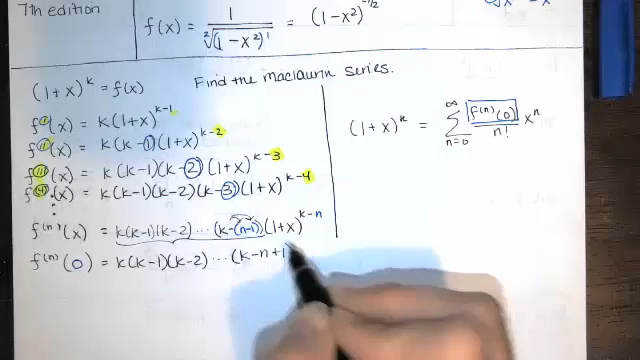 7th edition
f(x) = 1/²√(1 − x²)¹ = (1−x²)^−1/2
(1+x)^k = f(x) Find the maclaurin series.
f'(x) = k(1+x)^k−1
f''(x) = k(k−1)(1+x)^k−2
f'''(x) = k(k−1)(k−2)(1+x)^k−3
f⁽⁴⁾(x) = k(k−1)(k−2)(k−3)(1+x)^k−4
f⁽ⁿ⁾(x) = k(k−1)(k−2) ... (k−(n−1))(1+x)^k−n
f⁽ⁿ⁾(0) = k(k−1)(k−2) ... (k−n+1
(1+x)^k = ∞ Σ n=0 f⁽ⁿ⁾(0)/n! xⁿ